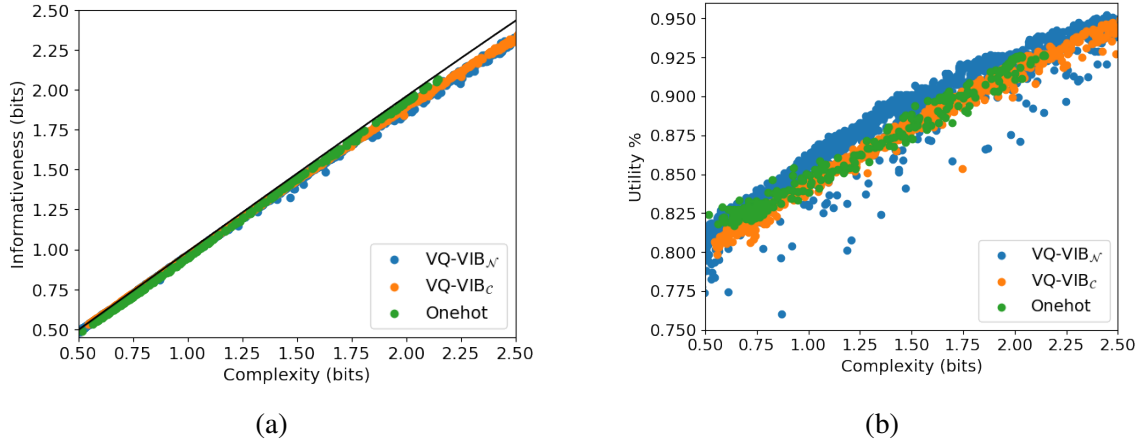 2.50
2.25
2.00
1.75
1.50
1.25
1.00
0.75
0.50
Informativeness (bits)
0.50 0.75 1.00 1.25 1.50 1.75 2.00 2.25 2.50
Complexity (bits)
VQ-VIB𝒩
VQ-VIB𝒞
Onehot
(a)
0.950
0.925
0.900
0.875
0.850
0.825
0.800
0.775
0.750
Utility %
0.50 0.75 1.00 1.25 1.50 1.75 2.00 2.25 2.50
Complexity (bits)
VQ-VIB𝒩
VQ-VIB𝒞
Onehot
(b)